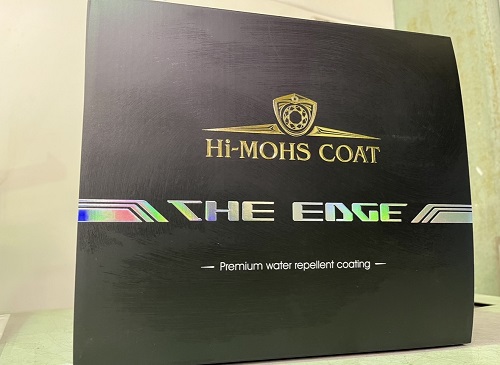 Hi-MOHS COAT
THE EDGE
Premium water repellent coating